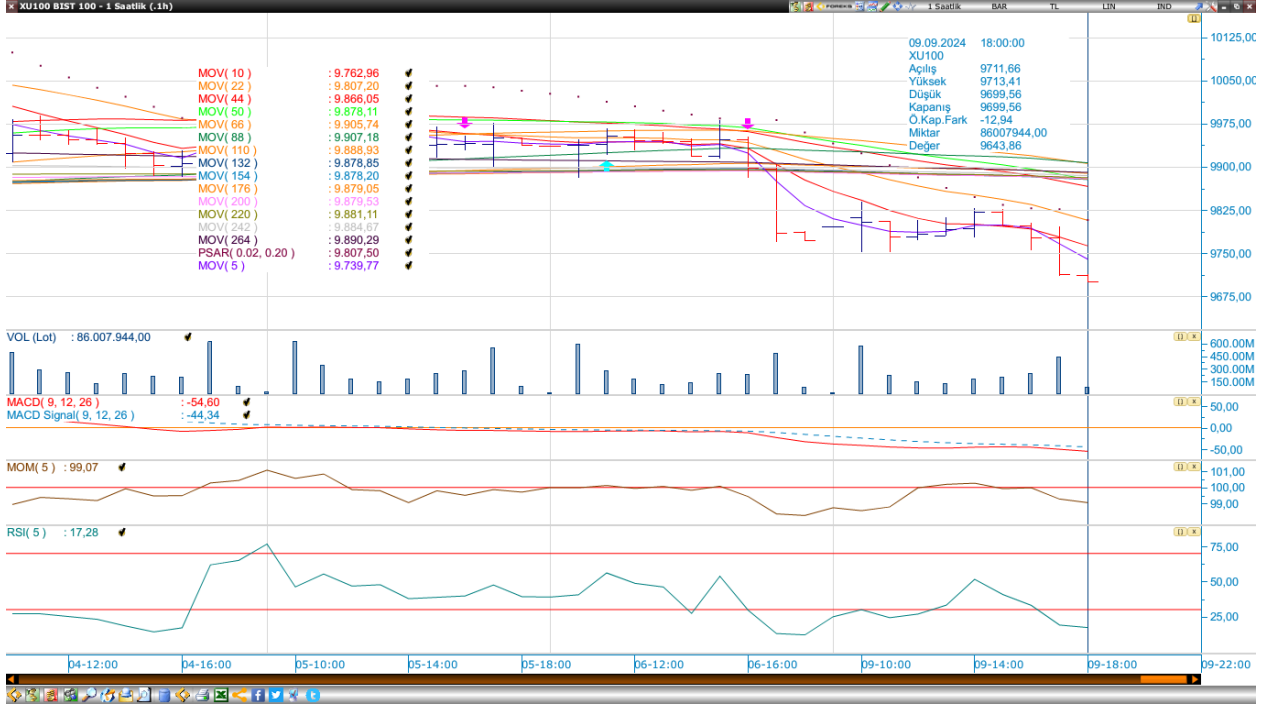 XU100 BIST 100 - 1 Saatlik (.1h)
FOREKS 1 Saatlik BAR TL LIN IND
09.09.2024 18:00:00
XU100
Açılış 9711,66
Yüksek 9713,41
Düşük 9699,56
Kapanış 9699,56
Ö.Kap.Fark -12,94
Miktar 86007944,00
Değer 9643,86
MOV( 10 ) : 9.762,96
MOV( 22 ) : 9.807,20
MOV( 44 ) : 9.866,05
MOV( 50 ) : 9.878,11
MOV( 66 ) : 9.905,74
MOV( 88 ) : 9.907,18
MOV( 110 ) : 9.888,93
MOV( 132 ) : 9.878,85
MOV( 154 ) : 9.878,20
MOV( 176 ) : 9.879,05
MOV( 200 ) : 9.879,53
MOV( 220 ) : 9.881,11
MOV( 242 ) : 9.884,67
MOV( 264 ) : 9.890,29
PSAR( 0.02, 0.20 ) : 9.807,50
MOV( 5 ) : 9.739,77
10125,00
10050,00
9975,00
9900,00
9825,00
9750,00
9675,00
VOL (Lot) : 86.007.944,00
600.00M
450.00M
300.00M
150.00M
MACD( 9, 12, 26 ) : -54,60
MACD Signal( 9, 12, 26 ) : -44,34
50,00
0,00
-50,00
MOM( 5 ) : 99,07
101,00
100,00
99,00
RSI( 5 ) : 17,28
75,00
50,00
25,00
04-12:00 04-16:00 05-10:00 05-14:00 05-18:00 06-12:00 06-16:00 09-10:00 09-14:00 09-18:00 09-22:00